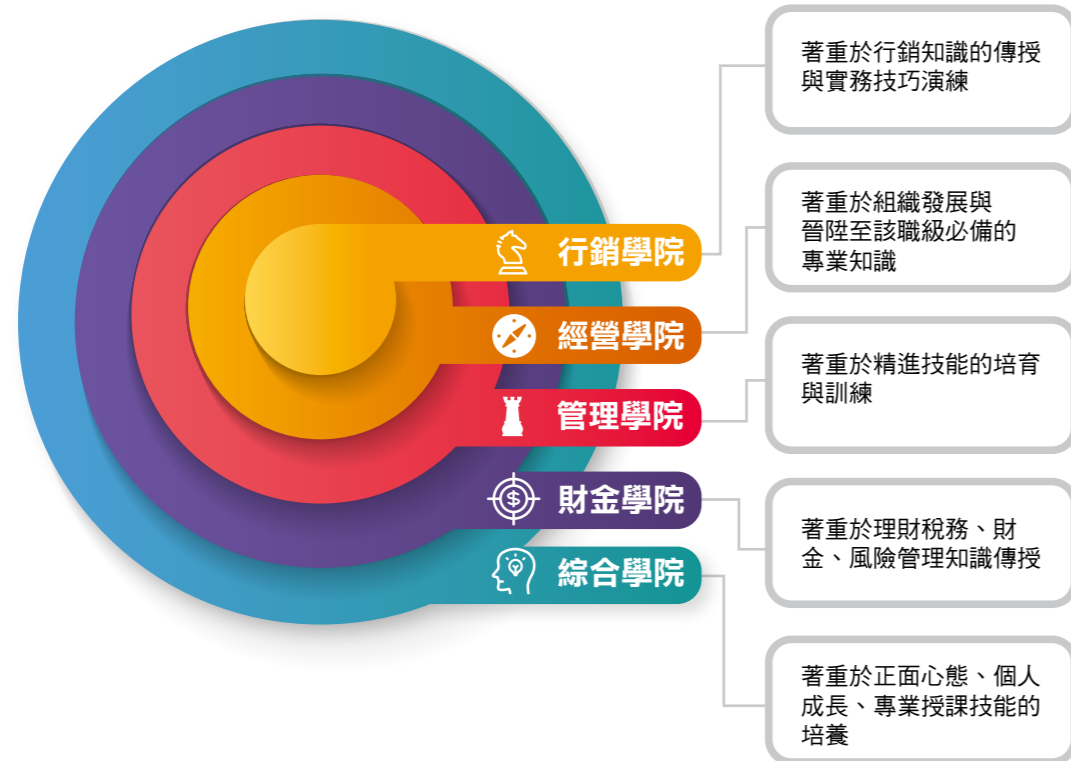 行銷學院
著重於行銷知識的傳授
與實務技巧演練
經營學院
著重於組織發展與
晉陞至該職級必備的
專業知識
管理學院
著重於精進技能的培育
與訓練
財金學院
著重於理財稅務、財
金、風險管理知識傳授
綜合學院
著重於正面心態、個人
成長、專業授課技能的
培養